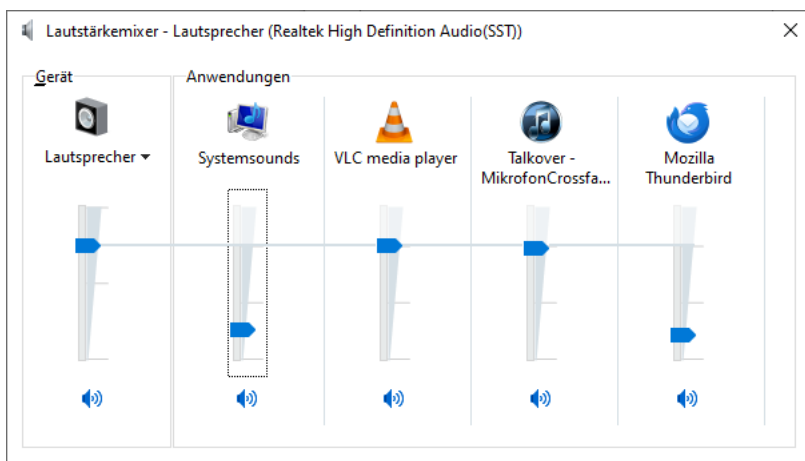 Lautstärkemixer - Lautsprecher (Realtek High Definition Audio(SST))
Gerät
Anwendungen
Lautsprecher
Systemsounds
VLC media player
Talkover -
MikrofonCrossfa...
Mozilla
Thunderbird